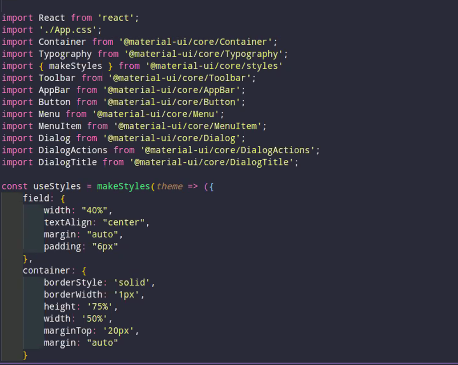 import React from 'react';
import './App.css';
import Container from '@material-ui/core/Container';
import Typography from '@material-ui/core/Typography';
import { makeStyles } from '@material-ui/core/styles'
import Toolbar from '@material-ui/core/Toolbar';
import AppBar from '@material-ui/core/AppBar';
import Button from '@material-ui/core/Button';
import Menu from '@material-ui/core/Menu';
import MenuItem from '@material-ui/core/MenuItem';
import Dialog from '@material-ui/core/Dialog';
import DialogActions from '@material-ui/core/DialogActions';
import DialogTitle from '@material-ui/core/DialogTitle';
const useStyles = makeStyles(theme => ({
    field: {
        width: "40%",
        textAlign: "center",
        margin: "auto",
        padding: "6px"
    },
    container: {
        borderStyle: 'solid',
        borderWidth: '1px',
        height: '75%',
        width: '50%',
        marginTop: '20px',
        margin: "auto"
    }